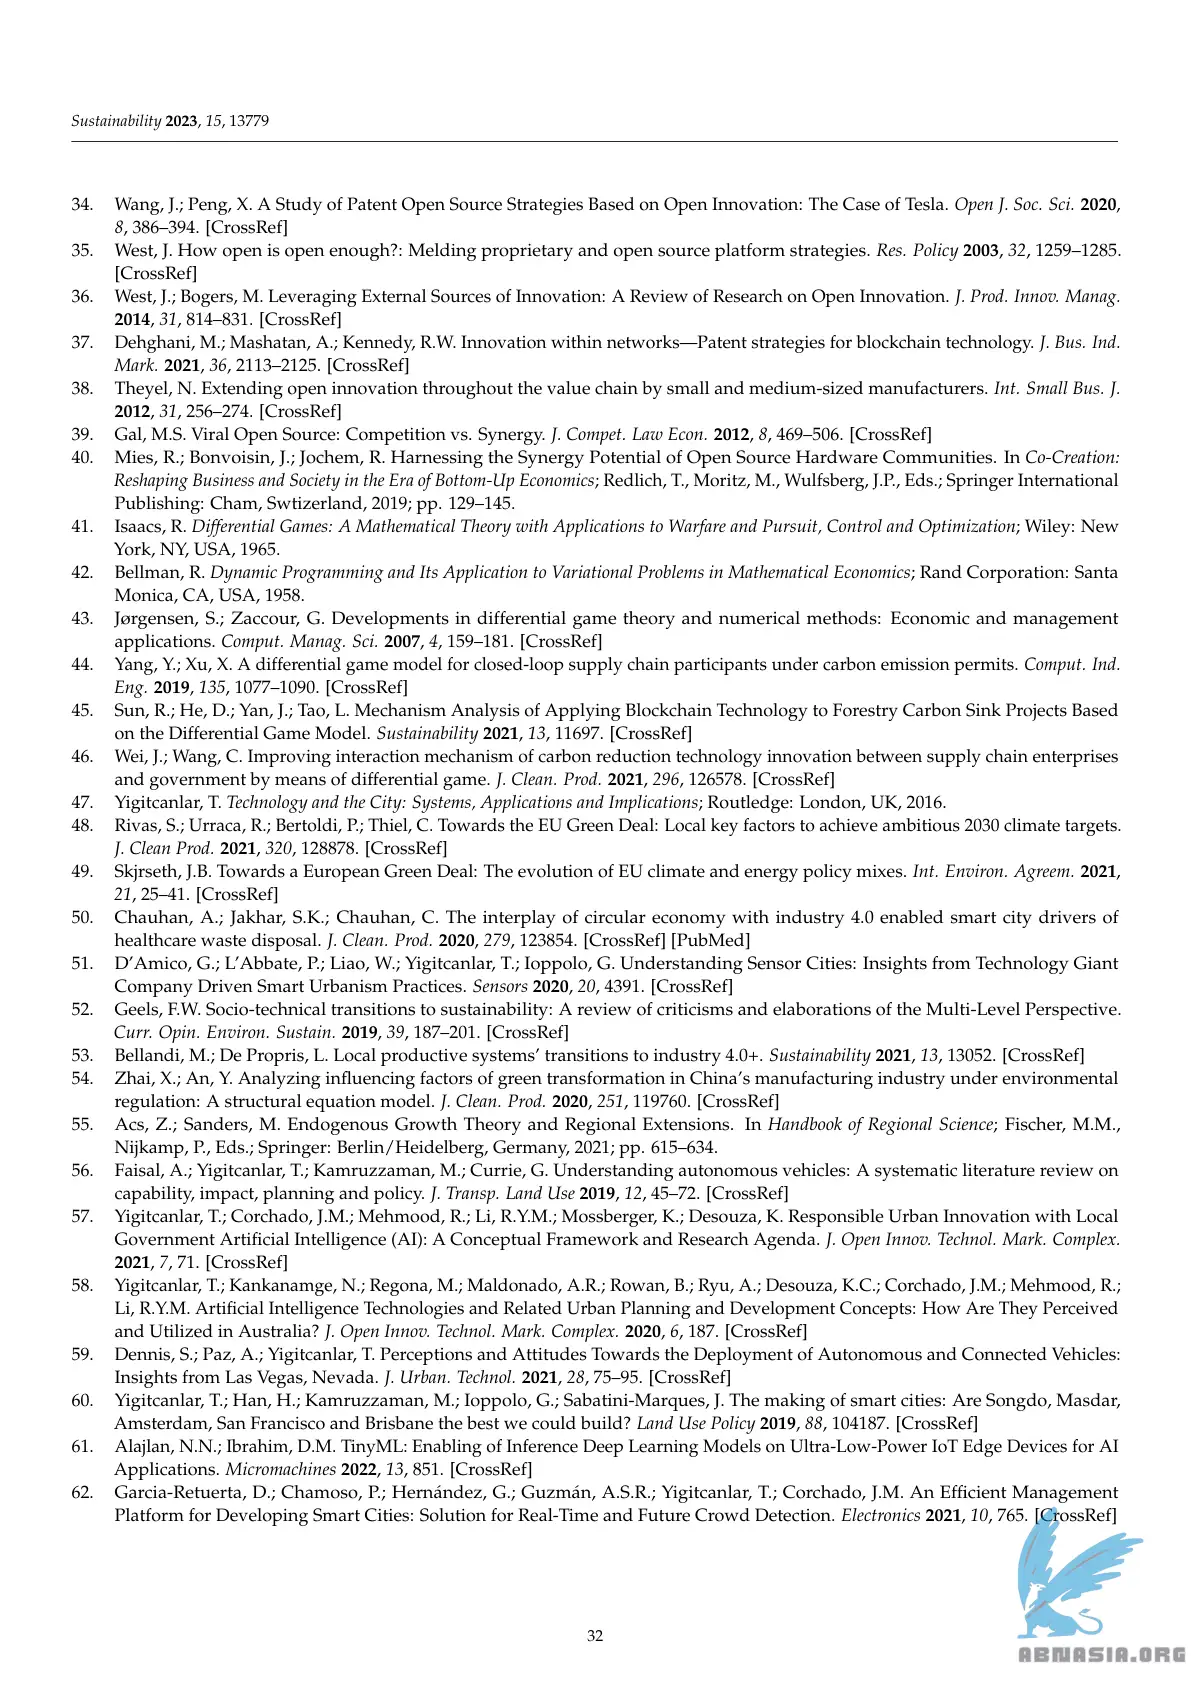 Sustainability 2023, 15, 13779
34. Wang, J.; Peng, X. A Study of Patent Open Source Strategies Based on Open Innovation: The Case of Tesla. Open J. Soc. Sci. 2020,
8, 386–394. [CrossRef]
35. West, J. How open is open enough?: Melding proprietary and open source platform strategies. Res. Policy 2003, 32, 1259–1285.
[CrossRef]
36. West, J.; Bogers, M. Leveraging External Sources of Innovation: A Review of Research on Open Innovation. J. Prod. Innov. Manag.
2014, 31, 814–831. [CrossRef]
37. Dehghani, M.; Mashatan, A.; Kennedy, R.W. Innovation within networks—Patent strategies for blockchain technology. J. Bus. Ind.
Mark. 2021, 36, 2113–2125. [CrossRef]
38. Theyel, N. Extending open innovation throughout the value chain by small and medium-sized manufacturers. Int. Small Bus. J.
2012, 31, 256–274. [CrossRef]
39. Gal, M.S. Viral Open Source: Competition vs. Synergy. J. Compet. Law Econ. 2012, 8, 469–506. [CrossRef]
40. Mies, R.; Bonvoisin, J.; Jochem, R. Harnessing the Synergy Potential of Open Source Hardware Communities. In Co-Creation:
Reshaping Business and Society in the Era of Bottom-Up Economics; Redlich, T., Moritz, M., Wulfsberg, J.P., Eds.; Springer International
Publishing: Cham, Swtizerland, 2019; pp. 129–145.
41. Isaacs, R. Differential Games: A Mathematical Theory with Applications to Warfare and Pursuit, Control and Optimization; Wiley: New
York, NY, USA, 1965.
42. Bellman, R. Dynamic Programming and Its Application to Variational Problems in Mathematical Economics; Rand Corporation: Santa
Monica, CA, USA, 1958.
43. Jørgensen, S.; Zaccour, G. Developments in differential game theory and numerical methods: Economic and management
applications. Comput. Manag. Sci. 2007, 4, 159–181. [CrossRef]
44. Yang, Y.; Xu, X. A differential game model for closed-loop supply chain participants under carbon emission permits. Comput. Ind.
Eng. 2019, 135, 1077–1090. [CrossRef]
45. Sun, R.; He, D.; Yan, J.; Tao, L. Mechanism Analysis of Applying Blockchain Technology to Forestry Carbon Sink Projects Based
on the Differential Game Model. Sustainability 2021, 13, 11697. [CrossRef]
46. Wei, J.; Wang, C. Improving interaction mechanism of carbon reduction technology innovation between supply chain enterprises
and government by means of differential game. J. Clean. Prod. 2021, 296, 126578. [CrossRef]
47. Yigitcanlar, T. Technology and the City: Systems, Applications and Implications; Routledge: London, UK, 2016.
48. Rivas, S.; Urraca, R.; Bertoldi, P.; Thiel, C. Towards the EU Green Deal: Local key factors to achieve ambitious 2030 climate targets.
J. Clean Prod. 2021, 320, 128878. [CrossRef]
49. Skjrseth, J.B. Towards a European Green Deal: The evolution of EU climate and energy policy mixes. Int. Environ. Agreem. 2021,
21, 25–41. [CrossRef]
50. Chauhan, A.; Jakhar, S.K.; Chauhan, C. The interplay of circular economy with industry 4.0 enabled smart city drivers of
healthcare waste disposal. J. Clean. Prod. 2020, 279, 123854. [CrossRef] [PubMed]
51. D’Amico, G.; L’Abbate, P.; Liao, W.; Yigitcanlar, T.; Ioppolo, G. Understanding Sensor Cities: Insights from Technology Giant
Company Driven Smart Urbanism Practices. Sensors 2020, 20, 4391. [CrossRef]
52. Geels, F.W. Socio-technical transitions to sustainability: A review of criticisms and elaborations of the Multi-Level Perspective.
Curr. Opin. Environ. Sustain. 2019, 39, 187–201. [CrossRef]
53. Bellandi, M.; De Propris, L. Local productive systems’ transitions to industry 4.0+. Sustainability 2021, 13, 13052. [CrossRef]
54. Zhai, X.; An, Y. Analyzing influencing factors of green transformation in China’s manufacturing industry under environmental
regulation: A structural equation model. J. Clean. Prod. 2020, 251, 119760. [CrossRef]
55. Acs, Z.; Sanders, M. Endogenous Growth Theory and Regional Extensions. In Handbook of Regional Science; Fischer, M.M.,
Nijkamp, P., Eds.; Springer: Berlin/Heidelberg, Germany, 2021; pp. 615–634.
56. Faisal, A.; Yigitcanlar, T.; Kamruzzaman, M.; Currie, G. Understanding autonomous vehicles: A systematic literature review on
capability, impact, planning and policy. J. Transp. Land Use 2019, 12, 45–72. [CrossRef]
57. Yigitcanlar, T.; Corchado, J.M.; Mehmood, R.; Li, R.Y.M.; Mossberger, K.; Desouza, K. Responsible Urban Innovation with Local
Government Artificial Intelligence (AI): A Conceptual Framework and Research Agenda. J. Open Innov. Technol. Mark. Complex.
2021, 7, 71. [CrossRef]
58. Yigitcanlar, T.; Kankanamge, N.; Regona, M.; Maldonado, A.R.; Rowan, B.; Ryu, A.; Desouza, K.C.; Corchado, J.M.; Mehmood, R.;
Li, R.Y.M. Artificial Intelligence Technologies and Related Urban Planning and Development Concepts: How Are They Perceived
and Utilized in Australia? J. Open Innov. Technol. Mark. Complex. 2020, 6, 187. [CrossRef]
59. Dennis, S.; Paz, A.; Yigitcanlar, T. Perceptions and Attitudes Towards the Deployment of Autonomous and Connected Vehicles:
Insights from Las Vegas, Nevada. J. Urban. Technol. 2021, 28, 75–95. [CrossRef]
60. Yigitcanlar, T.; Han, H.; Kamruzzaman, M.; Ioppolo, G.; Sabatini-Marques, J. The making of smart cities: Are Songdo, Masdar,
Amsterdam, San Francisco and Brisbane the best we could build? Land Use Policy 2019, 88, 104187. [CrossRef]
61. Alajlan, N.N.; Ibrahim, D.M. TinyML: Enabling of Inference Deep Learning Models on Ultra-Low-Power IoT Edge Devices for AI
Applications. Micromachines 2022, 13, 851. [CrossRef]
62. Garcia-Retuerta, D.; Chamoso, P.; Hernández, G.; Guzmán, A.S.R.; Yigitcanlar, T.; Corchado, J.M. An Efficient Management
Platform for Developing Smart Cities: Solution for Real-Time and Future Crowd Detection. Electronics 2021, 10, 765. [CrossRef]
32
ABNASIA.ORG